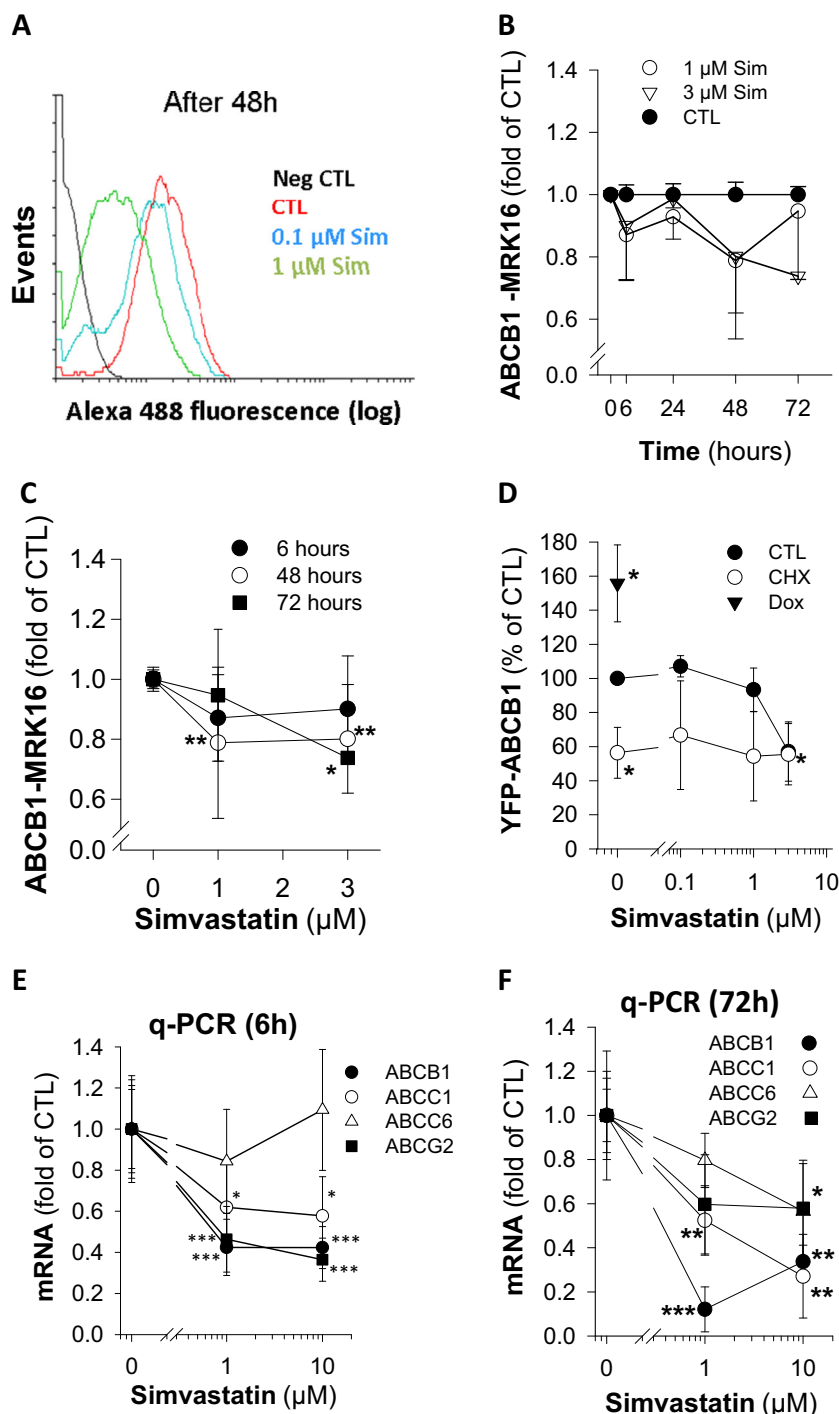 A
After 48h
Neg CTL
CTL
0.1 µM Sim
1 µM Sim
Events
Alexa 488 fluorescence (log)
B
1 µM Sim
3 µM Sim
CTL
ABCB1 -MRK16 (fold of CTL)
1.4
1.2
1.0
0.8
0.6
0.0
0 6 24 48 72
Time (hours)
C
6 hours
48 hours
72 hours
ABCB1-MRK16 (fold of CTL)
1.4
1.2
1.0
0.8
0.6
0.0
**
**
*
0 1 2 3
Simvastatin (µM)
D
CTL
CHX
Dox
YFP-ABCB1 (% of CTL)
180
160
140
120
100
80
60
40
20
0
*
*
*
0 0.1 1 10
Simvastatin (µM)
E
q-PCR (6h)
ABCB1
ABCC1
ABCC6
ABCG2
mRNA (fold of CTL)
1.4
1.2
1.0
0.8
0.6
0.4
0.2
0.0
* *
*** ***
*** ***
0 1 10
Simvastatin (µM)
F
q-PCR (72h)
ABCB1
ABCC1
ABCC6
ABCG2
mRNA (fold of CTL)
1.4
1.2
1.0
0.8
0.6
0.4
0.2
0.0
*
**
**
**
***
0 1 10
Simvastatin (µM)